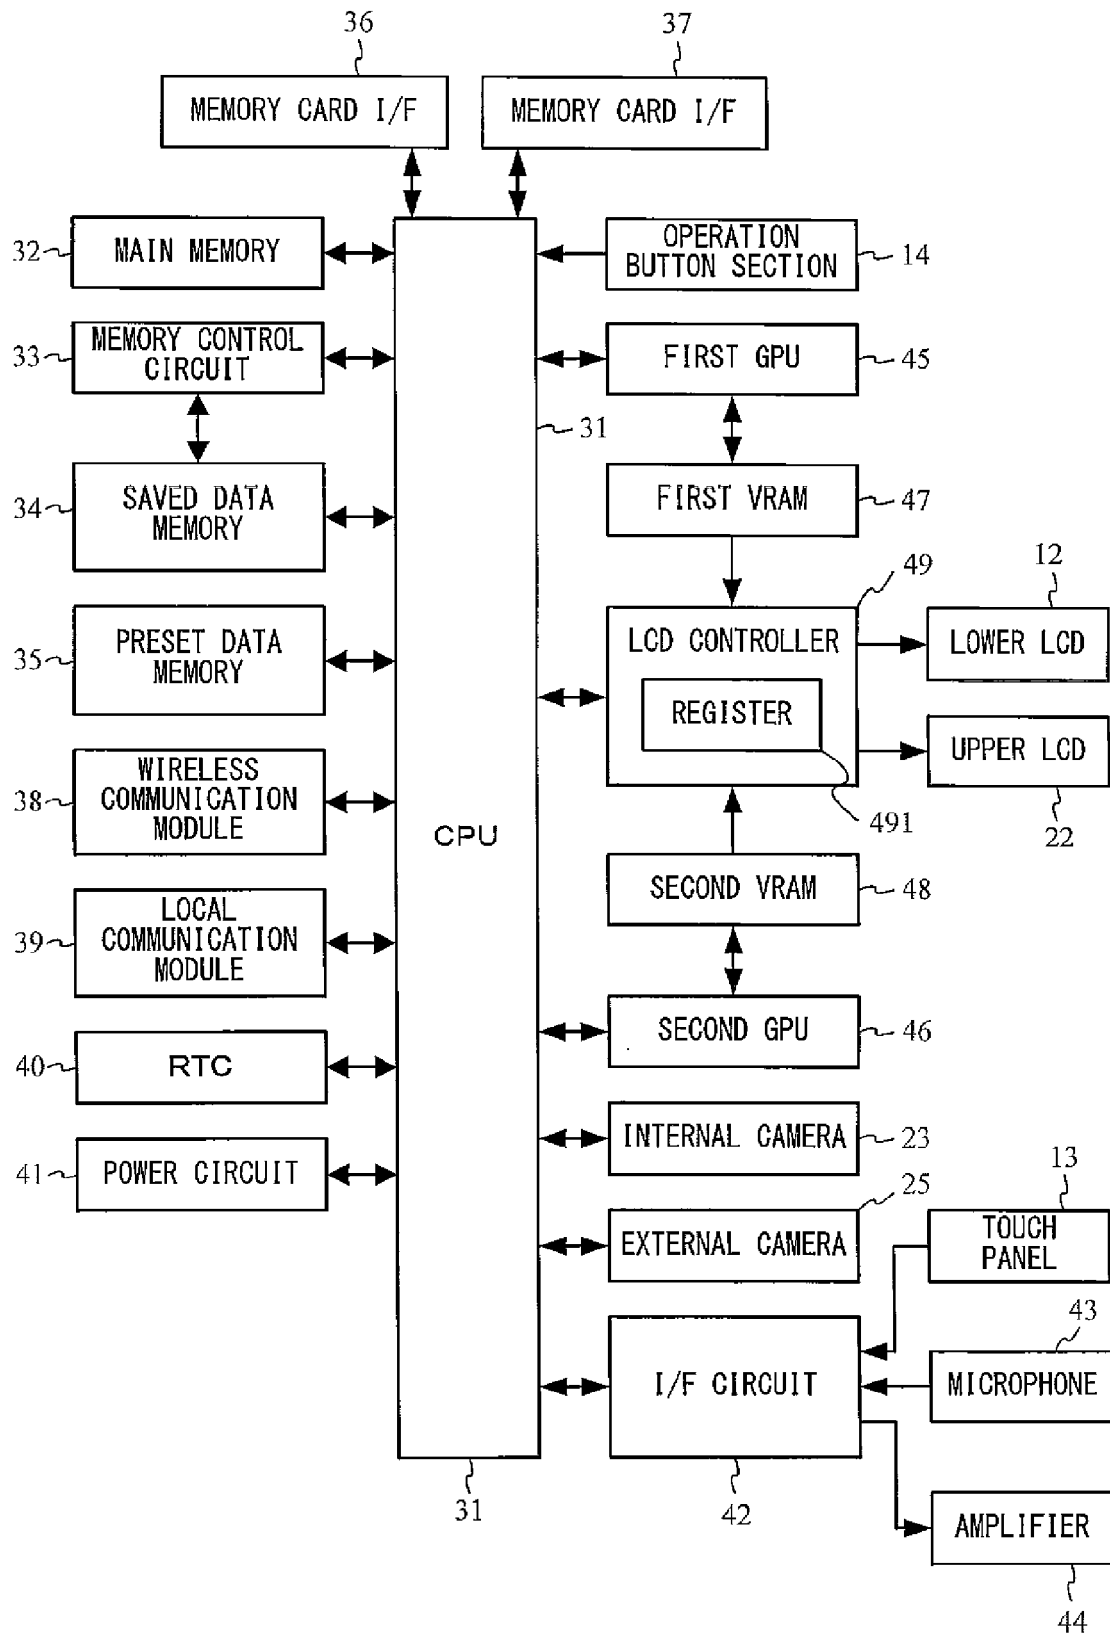 36
37
MEMORY CARD I/F
MEMORY CARD I/F
32
MAIN MEMORY
OPERATION
BUTTON SECTION
14
33
MEMORY CONTROL
CIRCUIT
FIRST GPU
45
31
34
SAVED DATA
MEMORY
FIRST VRAM
47
49
12
35
PRESET DATA
MEMORY
LCD CONTROLLER
LOWER LCD
REGISTER
UPPER LCD
38
WIRELESS
COMMUNICATION
MODULE
491
22
CPU
SECOND VRAM
48
39
LOCAL
COMMUNICATION
MODULE
SECOND GPU
46
40
RTC
INTERNAL CAMERA
23
41
POWER CIRCUIT
25
13
EXTERNAL CAMERA
TOUCH
PANEL
43
I/F CIRCUIT
MICROPHONE
31
42
AMPLIFIER
44